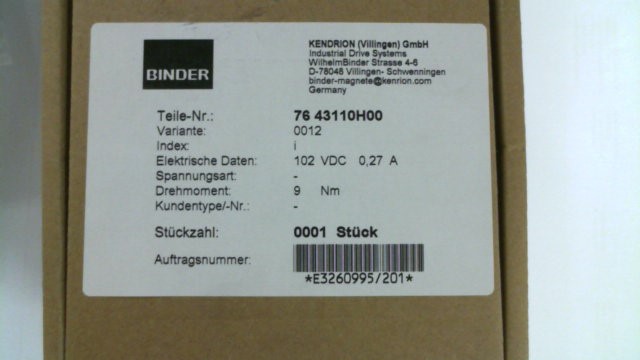 BINDER
KENDRION (Villingen) GmbH
Industrial Drive Systems
WilhelmBinder Strasse 4-6
D-78048 Villingen- Schwenningen
binder-magnete@kenrion.com
Germany
Teile-Nr.: 76 43110H00
Variante: 0012
Index: i
Elektrische Daten: 102 VDC 0,27 A
Spannungsart: -
Drehmoment: 9 Nm
Kundentype/-Nr.: -
Stückzahl: 0001 Stück
Auftragsnummer:
*E3260995/201*